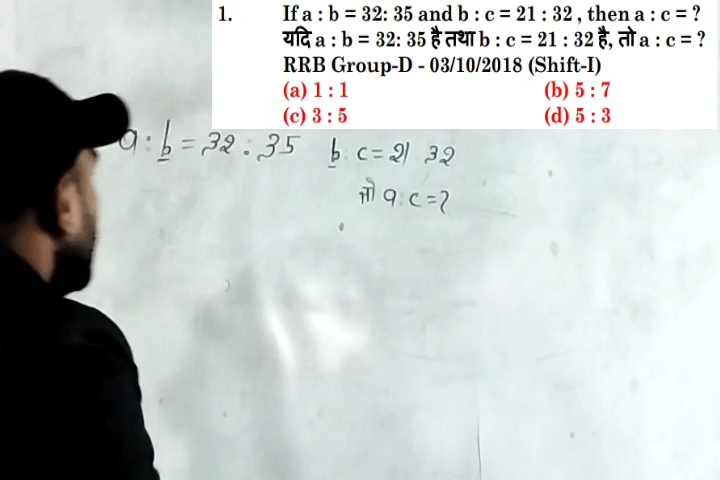 1. If a : b = 32: 35 and b : c = 21 : 32 , then a : c = ?
यदि a : b = 32: 35 है तथा b : c = 21 : 32 है, तो a : c = ?
RRB Group-D - 03/10/2018 (Shift-I)
(a) 1 : 1 (b) 5 : 7
(c) 3 : 5 (d) 5 : 3
a : b = 32 : 35 b : c = 21 32
तो a : c = ?